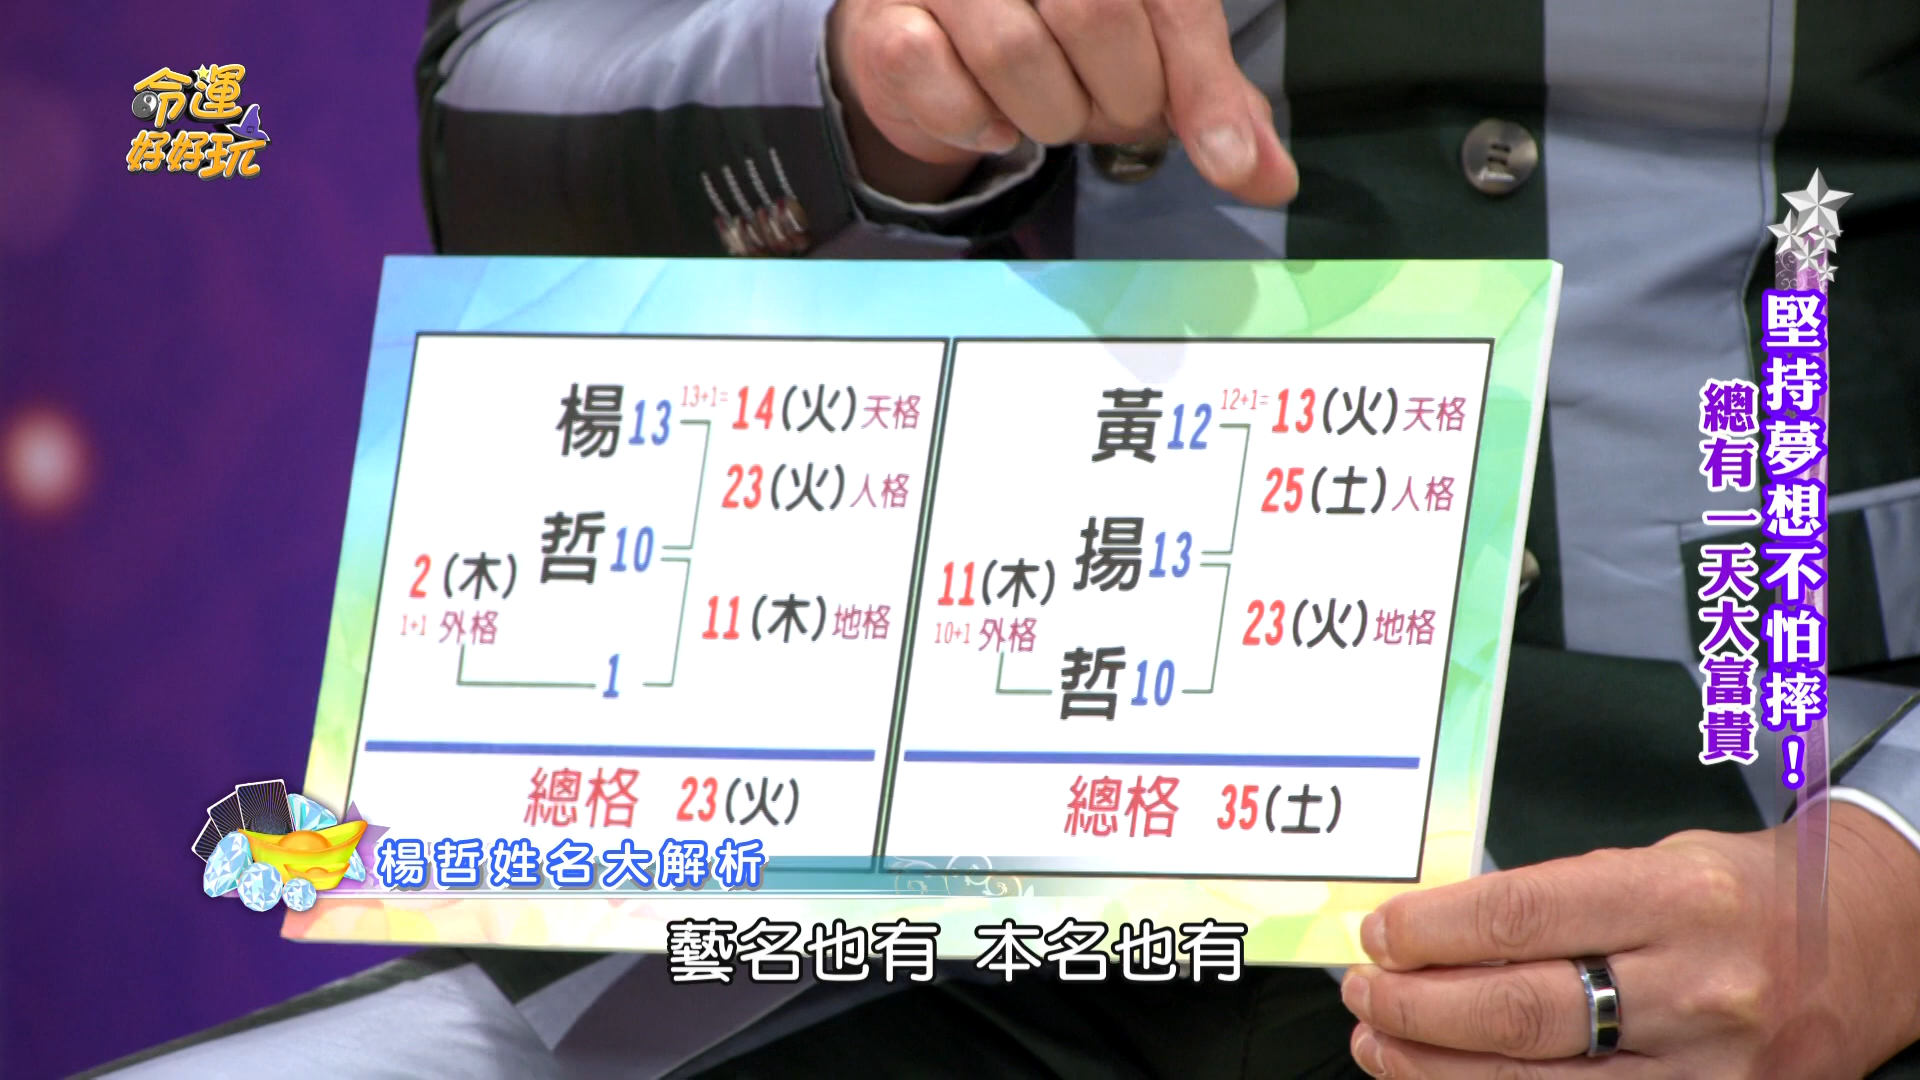 命運
好好玩
堅持夢想不怕摔！
總有一天大富貴
楊13 13+1=14(火)天格
23(火)人格
哲10
2(木)
1+1 外格
11(木)地格
1
總格 23(火)
黃12 12+1=13(火)天格
25(土)人格
揚13
11(木)
10+1 外格
23(火)地格
哲10
總格 35(土)
楊哲姓名大解析
藝名也有 本名也有